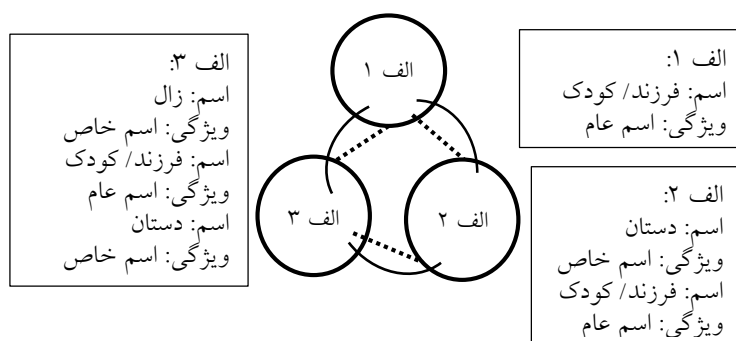 الف ۱
الف ۲
الف ۳
الف ۱:
اسم: فرزند/ کودک
ویژگی: اسم عام
الف ۲:
اسم: دستان
ویژگی: اسم خاص
اسم: فرزند/ کودک
ویژگی: اسم عام
الف ۳:
اسم: زال
ویژگی: اسم خاص
اسم: فرزند/ کودک
ویژگی: اسم عام
اسم: دستان
ویژگی: اسم خاص